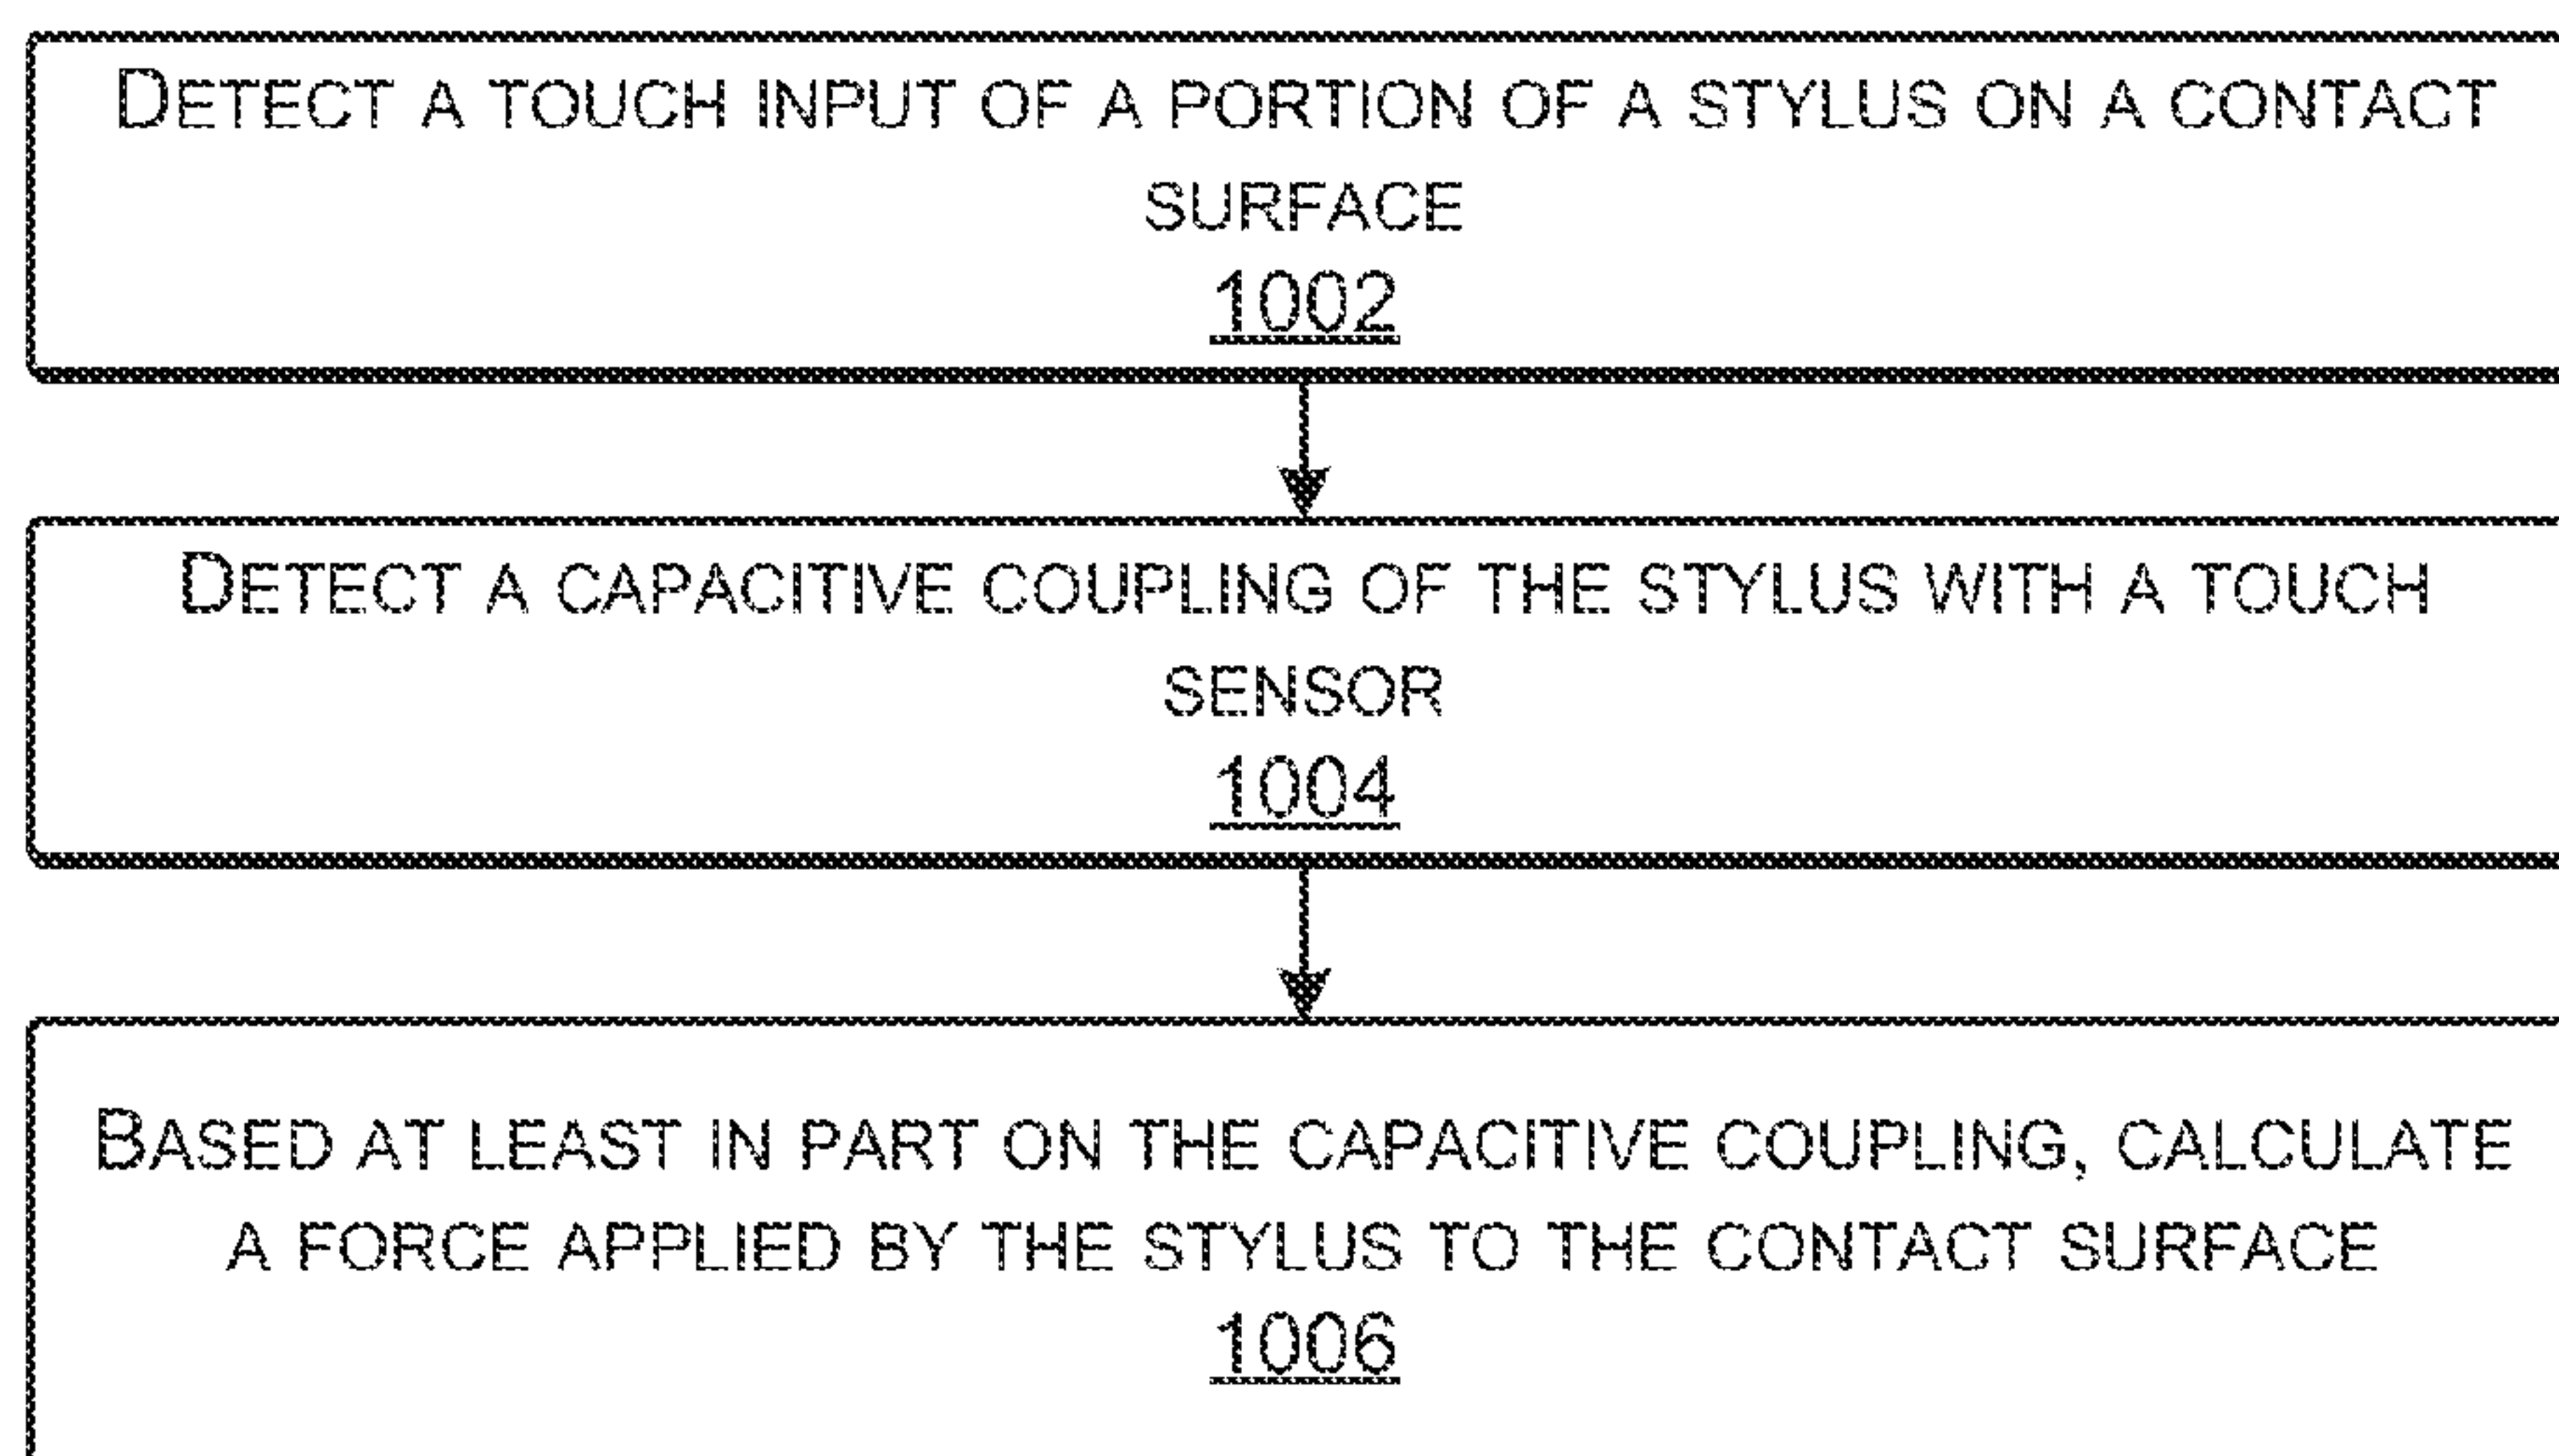 DETECT A TOUCH INPUT OF A PORTION OF A STYLUS ON A CONTACT
SURFACE
1002
DETECT A CAPACITIVE COUPLING OF THE STYLUS WITH A TOUCH
SENSOR
1004
BASED AT LEAST IN PART ON THE CAPACITIVE COUPLING, CALCULATE
A FORCE APPLIED BY THE STYLUS TO THE CONTACT SURFACE
1006